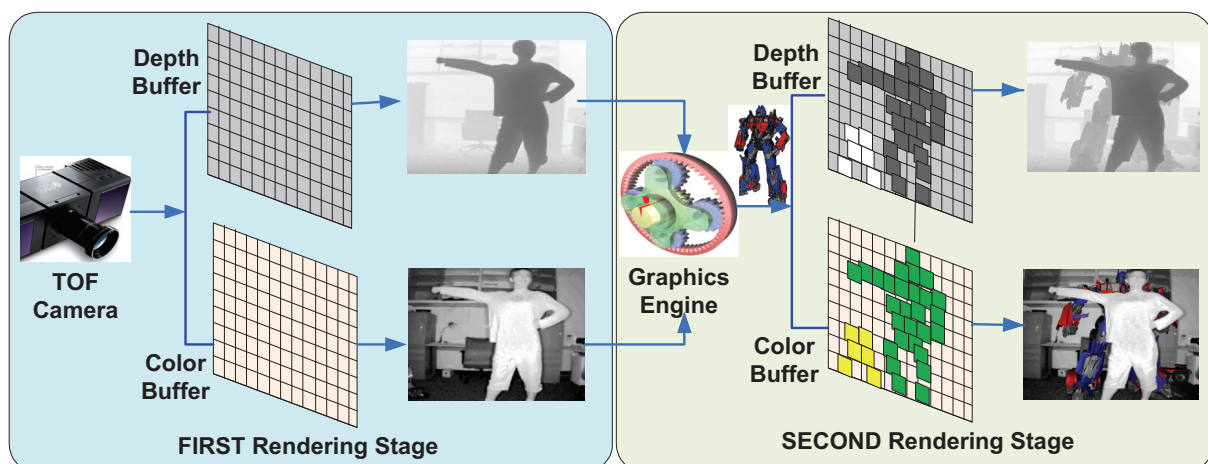 Depth
Buffer
TOF
Camera
Color
Buffer
FIRST Rendering Stage
Graphics
Engine
Depth
Buffer
Color
Buffer
SECOND Rendering Stage